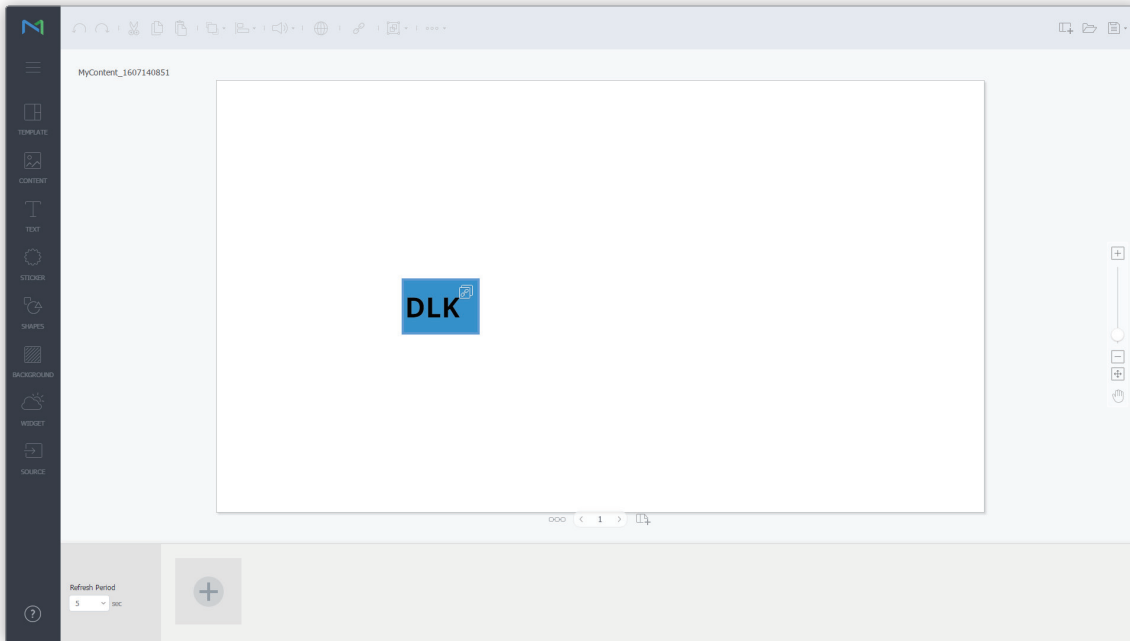 MyContent_1607140851
TEMPLATE
CONTENT
TEXT
STICKER
SHAPES
BACKGROUND
WIDGET
SOURCE
DLK
1
Refresh Period
5 sec
?